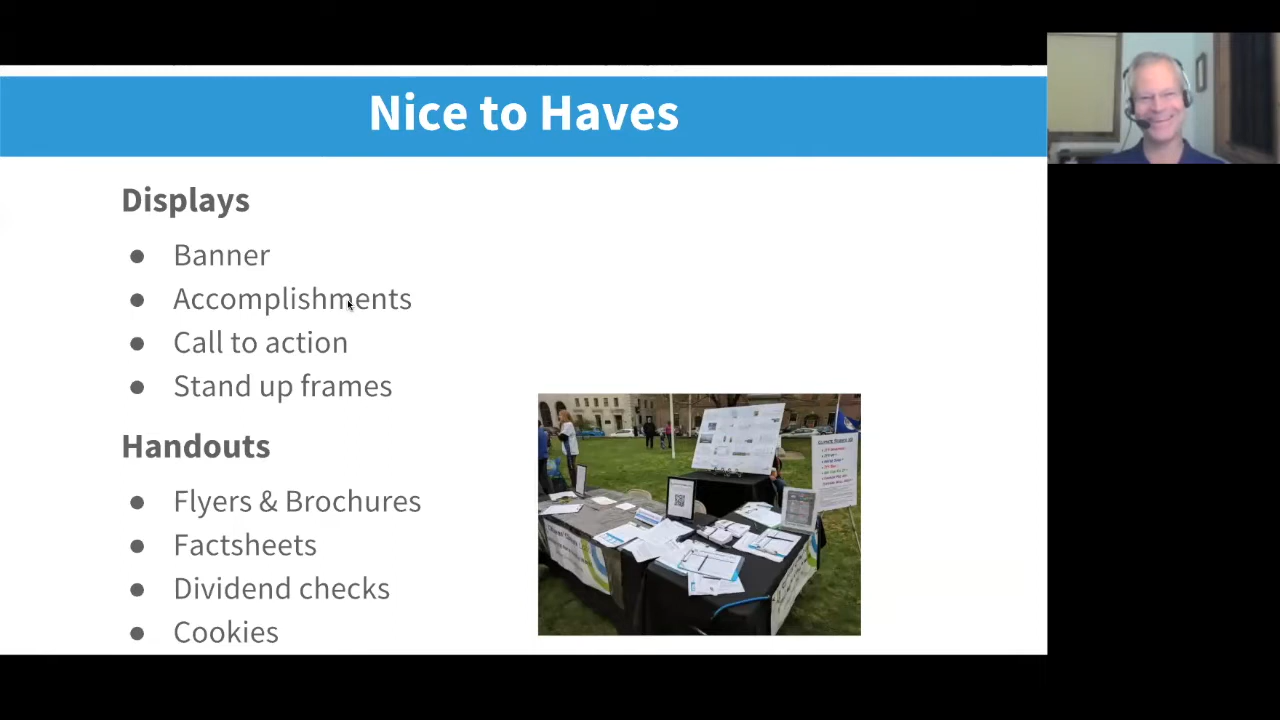 Nice to Haves
Displays
● Banner
● Accomplishments
● Call to action
● Stand up frames
Handouts
● Flyers & Brochures
● Factsheets
● Dividend checks
● Cookies